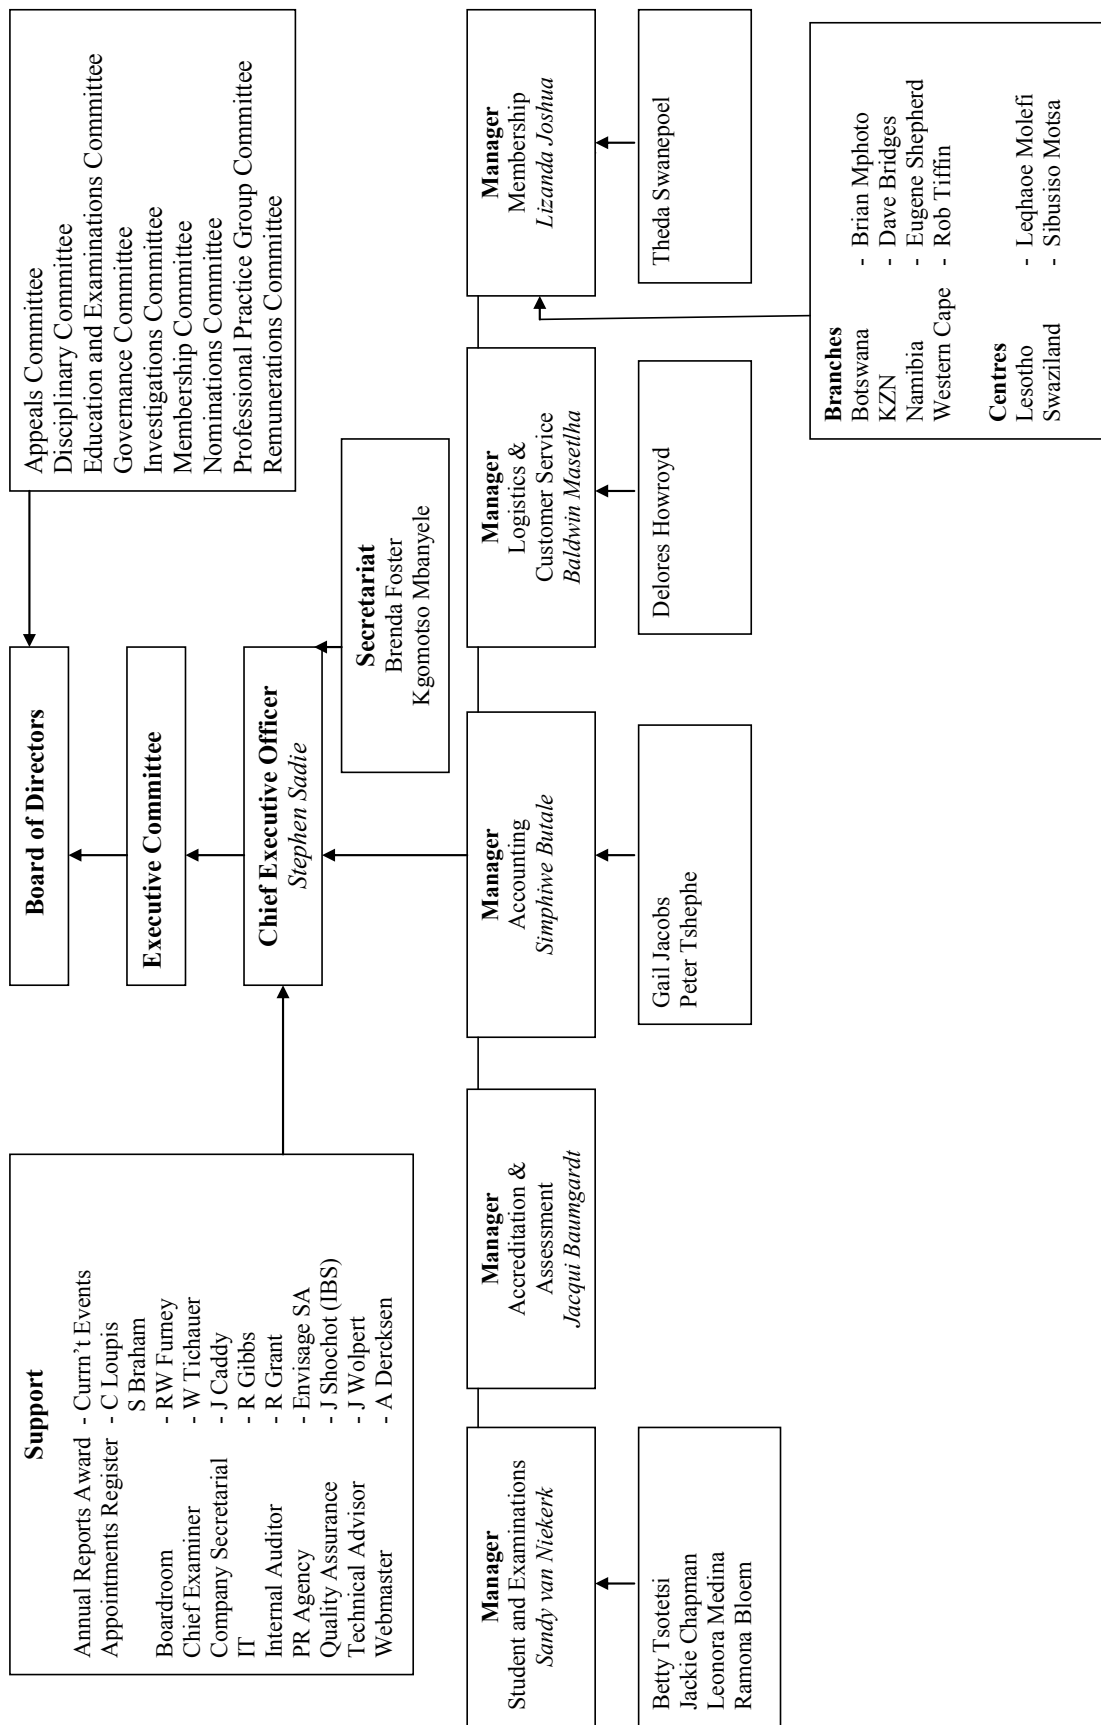 Board of Directors
Executive Committee
Chief Executive Officer
Stephen Sadie
Appeals Committee
Disciplinary Committee
Education and Examinations Committee
Governance Committee
Investigations Committee
Membership Committee
Nominations Committee
Professional Practice Group Committee
Remunerations Committee
Support
Annual Reports Award - Currn't Events
Appointments Register - C Loupis
S Braham
Boardroom - RW Furney
Chief Examiner - W Tichauer
Company Secretarial - J Caddy
IT - R Gibbs
Internal Auditor - R Grant
PR Agency - Envisage SA
Quality Assurance - J Shochot (IBS)
Technical Advisor - J Wolpert
Webmaster - A Dercksen
Secretariat
Brenda Foster
Kgomotso Mbanyele
Manager
Student and Examinations
Sandy van Niekerk
Manager
Accreditation &
Assessment
Jacqui Baumgardt
Manager
Accounting
Simphiwe Butale
Manager
Logistics &
Customer Service
Baldwin Masetlha
Manager
Membership
Lizanda Joshua
Betty Tsotetsi
Jackie Chapman
Leonora Medina
Ramona Bloem
Gail Jacobs
Peter Tshephe
Delores Howroyd
Theda Swanepoel
Branches
Botswana - Brian Mphoto
KZN - Dave Bridges
Namibia - Eugene Shepherd
Western Cape - Rob Tiffin
Centres
Lesotho - Leqhaoe Molefi
Swaziland - Sibusiso Motsa